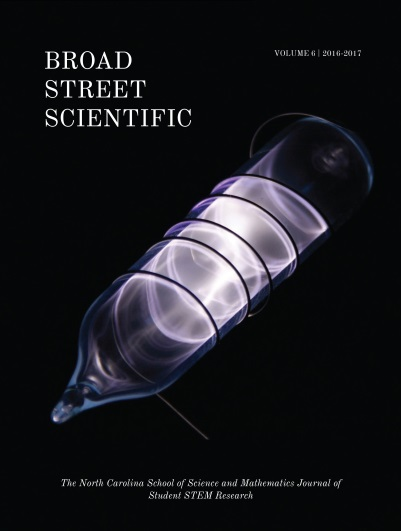 BROAD
STREET
SCIENTIFIC
VOLUME 6 | 2016-2017
The North Carolina School of Science and Mathematics Journal of
Student STEM Research